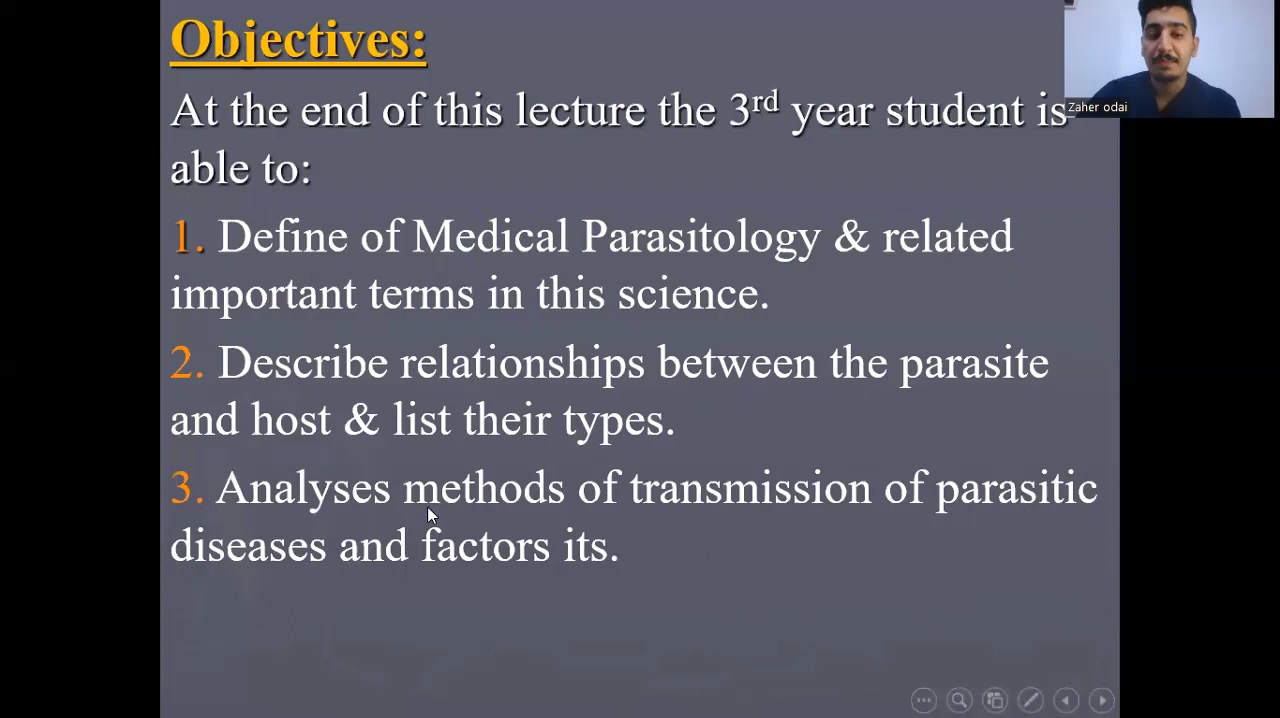 Objectives:
At the end of this lecture the 3rd year student is
able to:
1. Define of Medical Parasitology & related
important terms in this science.
2. Describe relationships between the parasite
and host & list their types.
3. Analyses methods of transmission of parasitic
diseases and factors its.
Zaher odai